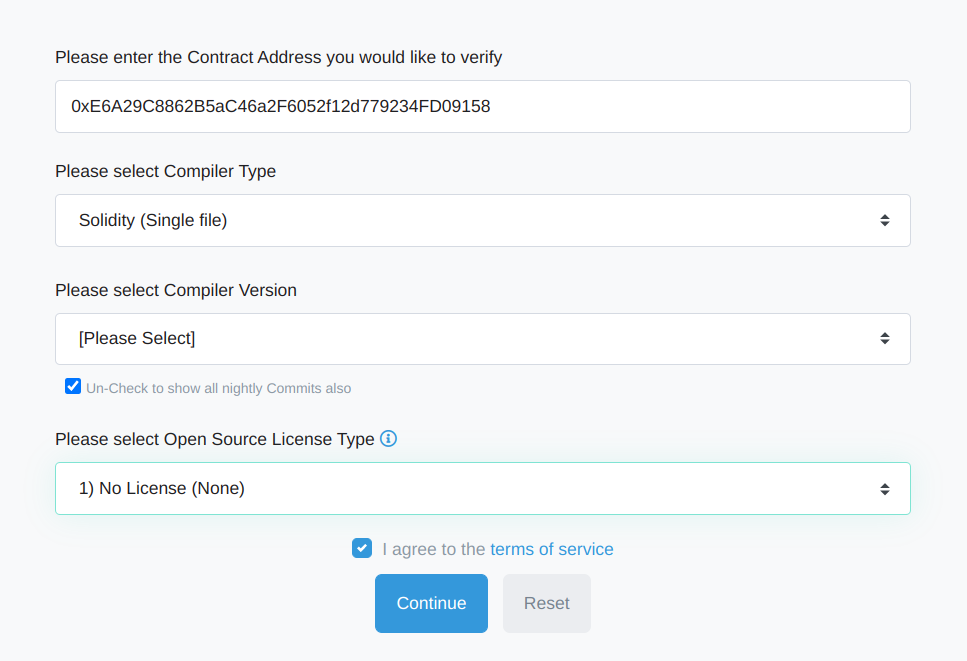 Please enter the Contract Address you would like to verify
0xE6A29C8862B5aC46a2F6052f12d779234FD09158
Please select Compiler Type
Solidity (Single file)
Please select Compiler Version
[Please Select]
Un-Check to show all nightly Commits also
Please select Open Source License Type
1) No License (None)
I agree to the terms of service
Continue Reset